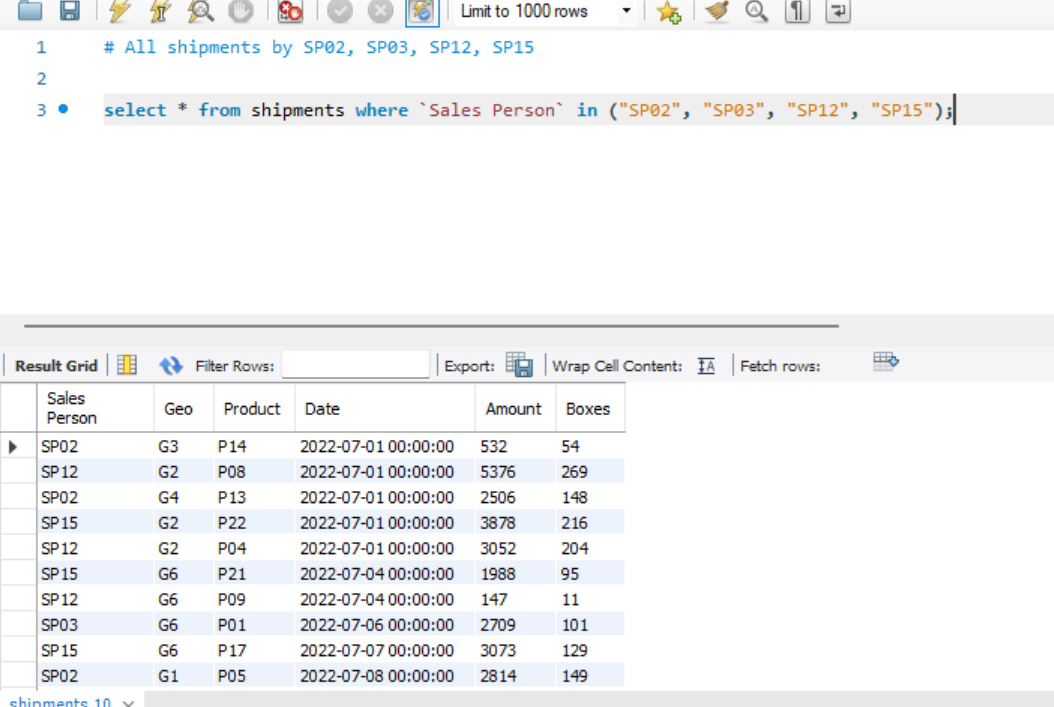 Limit to 1000 rows
1 # All shipments by SP02, SP03, SP12, SP15
2
3 select * from shipments where `Sales Person` in ("SP02", "SP03", "SP12", "SP15");
Result Grid Filter Rows: Export: Wrap Cell Content: Fetch rows:
Sales Person Geo Product Date Amount Boxes
SP02 G3 P14 2022-07-01 00:00:00 532 54
SP12 G2 P08 2022-07-01 00:00:00 5376 269
SP02 G4 P13 2022-07-01 00:00:00 2506 148
SP15 G2 P22 2022-07-01 00:00:00 3878 216
SP12 G2 P04 2022-07-01 00:00:00 3052 204
SP15 G6 P21 2022-07-04 00:00:00 1988 95
SP12 G6 P09 2022-07-04 00:00:00 147 11
SP03 G6 P01 2022-07-06 00:00:00 2709 101
SP15 G6 P17 2022-07-07 00:00:00 3073 129
SP02 G1 P05 2022-07-08 00:00:00 2814 149
shipments 10